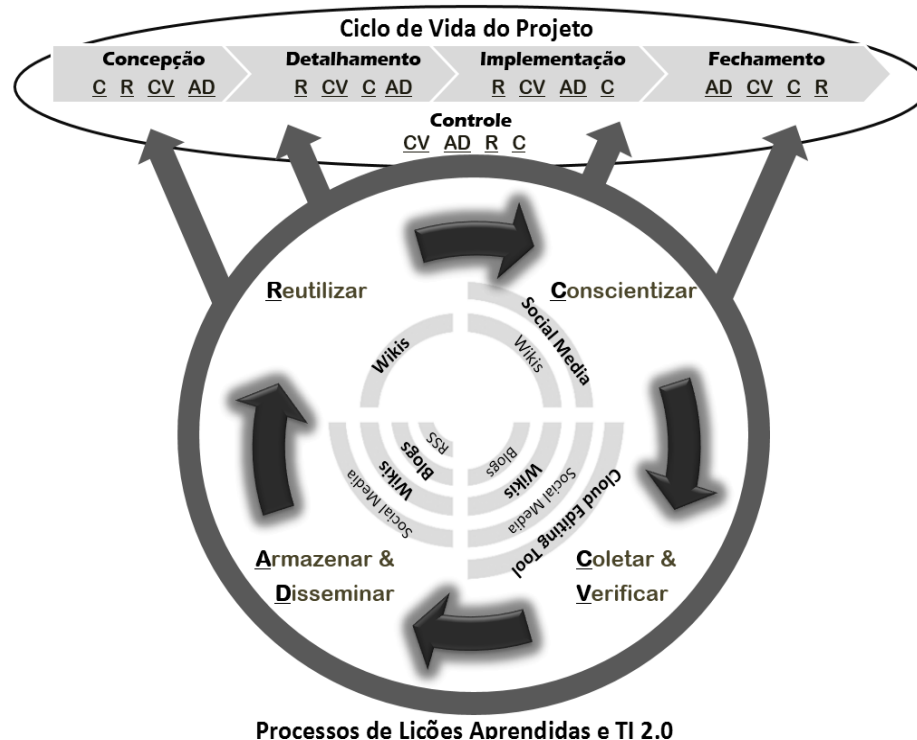 Ciclo de Vida do Projeto
Concepção Detalhamento Implementação Fechamento
C R CV AD R CV C AD R CV AD C AD CV C R
Controle
CV AD R C
Reutilizar
Conscientizar
Wikis
Social Media
Wikis
RSS
Blogs
Wikis
Social Media
Blogs
Wikis
Social Media
Cloud Editing Tool
Armazenar &
Disseminar
Coletar &
Verificar
Processos de Lições Aprendidas e TI 2.0